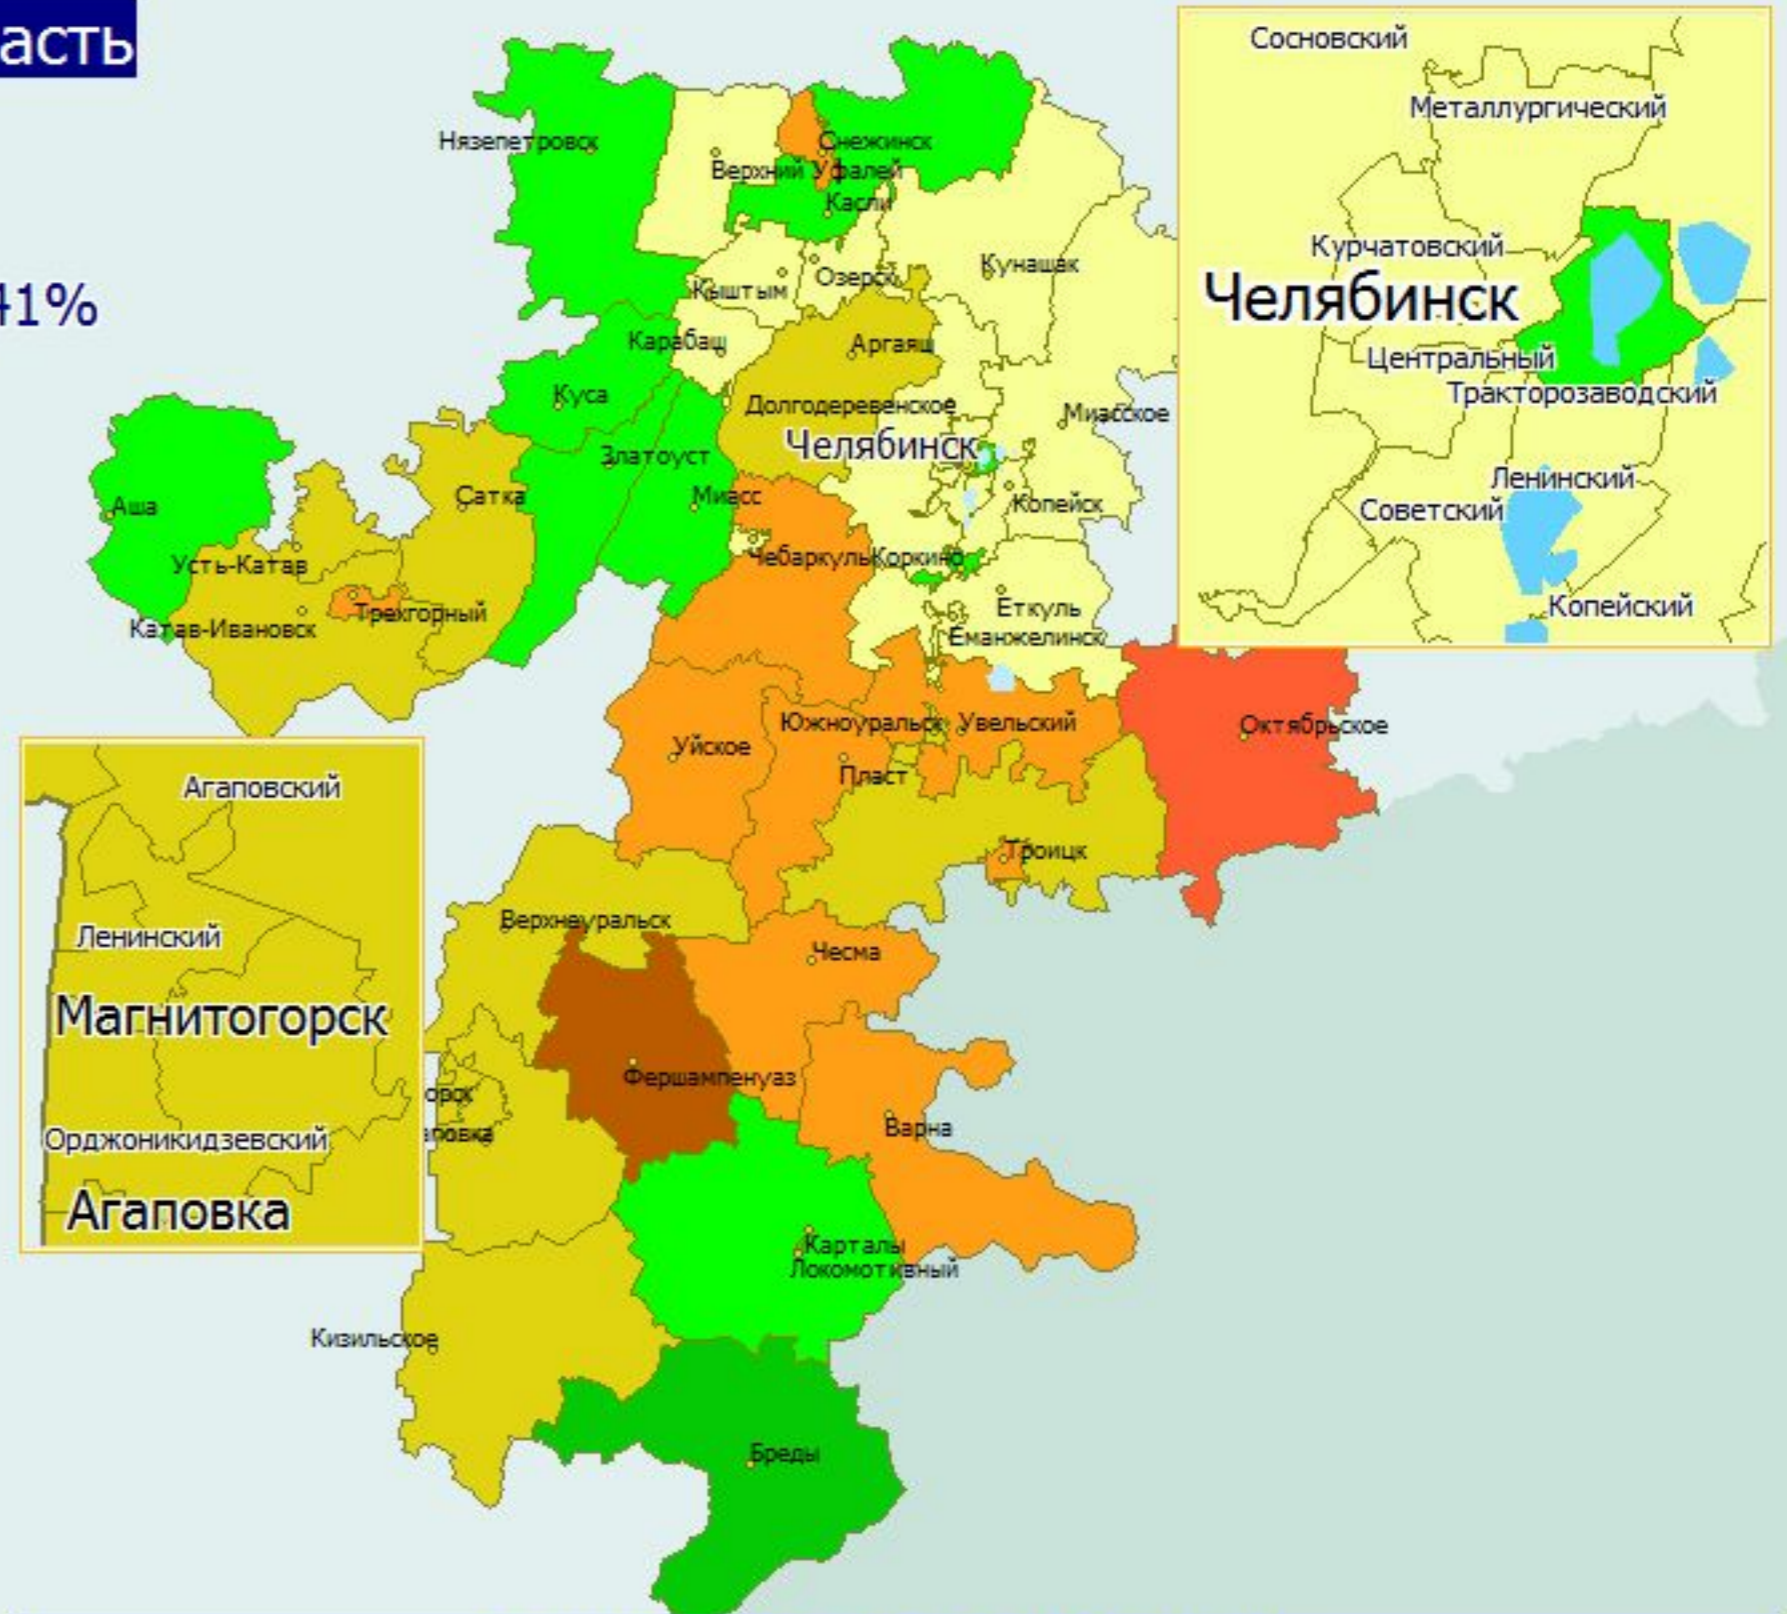 асть
41%
Сосновский
Металлургический
Курчатовский
Челябинск
Центральный
Тракторозаводский
Ленинский
Советский
Копейский
Нязепетровск
Снежинск
Верхний Уфалей
Касли
Кунашак
Озерск
Кыштым
Карабаш
Аргаяш
Куса
Долгодеревенское
Миасское
Челябинск
Златоуст
Миасс
Сатка
Копейск
Аша
Чебаркуль
Коркино
Усть-Катав
Еткуль
Трехгорный
Катав-Ивановск
Еманжелинск
Южноуральск
Увельский
Октябрьское
Уйское
Пласт
Троицк
Верхнеуральск
Чесма
Фершампенуаз
Варна
Агаповский
Ленинский
Магнитогорск
Орджоникидзевский
Агаповка
орск
аповка
Карталы
Локомотивный
Кизильское
Бреды